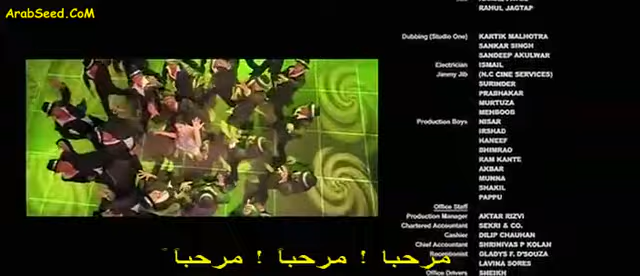 ArabSeed.CoM
RAHUL JAGTAP
Dubbing (Studio One) KARTIK MALHOTRA
SANKAR SINGH
SANDEEP AKULWAR
Electrician ISMAIL
Jimmy Jib (N.C CINE SERVICES)
SURINDER
PRABHAKAR
MURTUZA
MEHBOOB
Production Boys NISAR
IRSHAD
HANEEF
BHIMRAO
RAM KANTE
AKBAR
MUNNA
SHAKIL
PAPPU
Office Staff
Production Manager AKTAR RIZVI
Chartered Accountant SEKRI & CO.
Cashier DILIP CHAUHAN
Chief Accountant SHRINIVAS P KOLAN
Receptionist GLADYS F. D'SOUZA
LAVINA SORES
Office Drivers SHEIKH
مرحباً ! مرحباً ! مرحباً